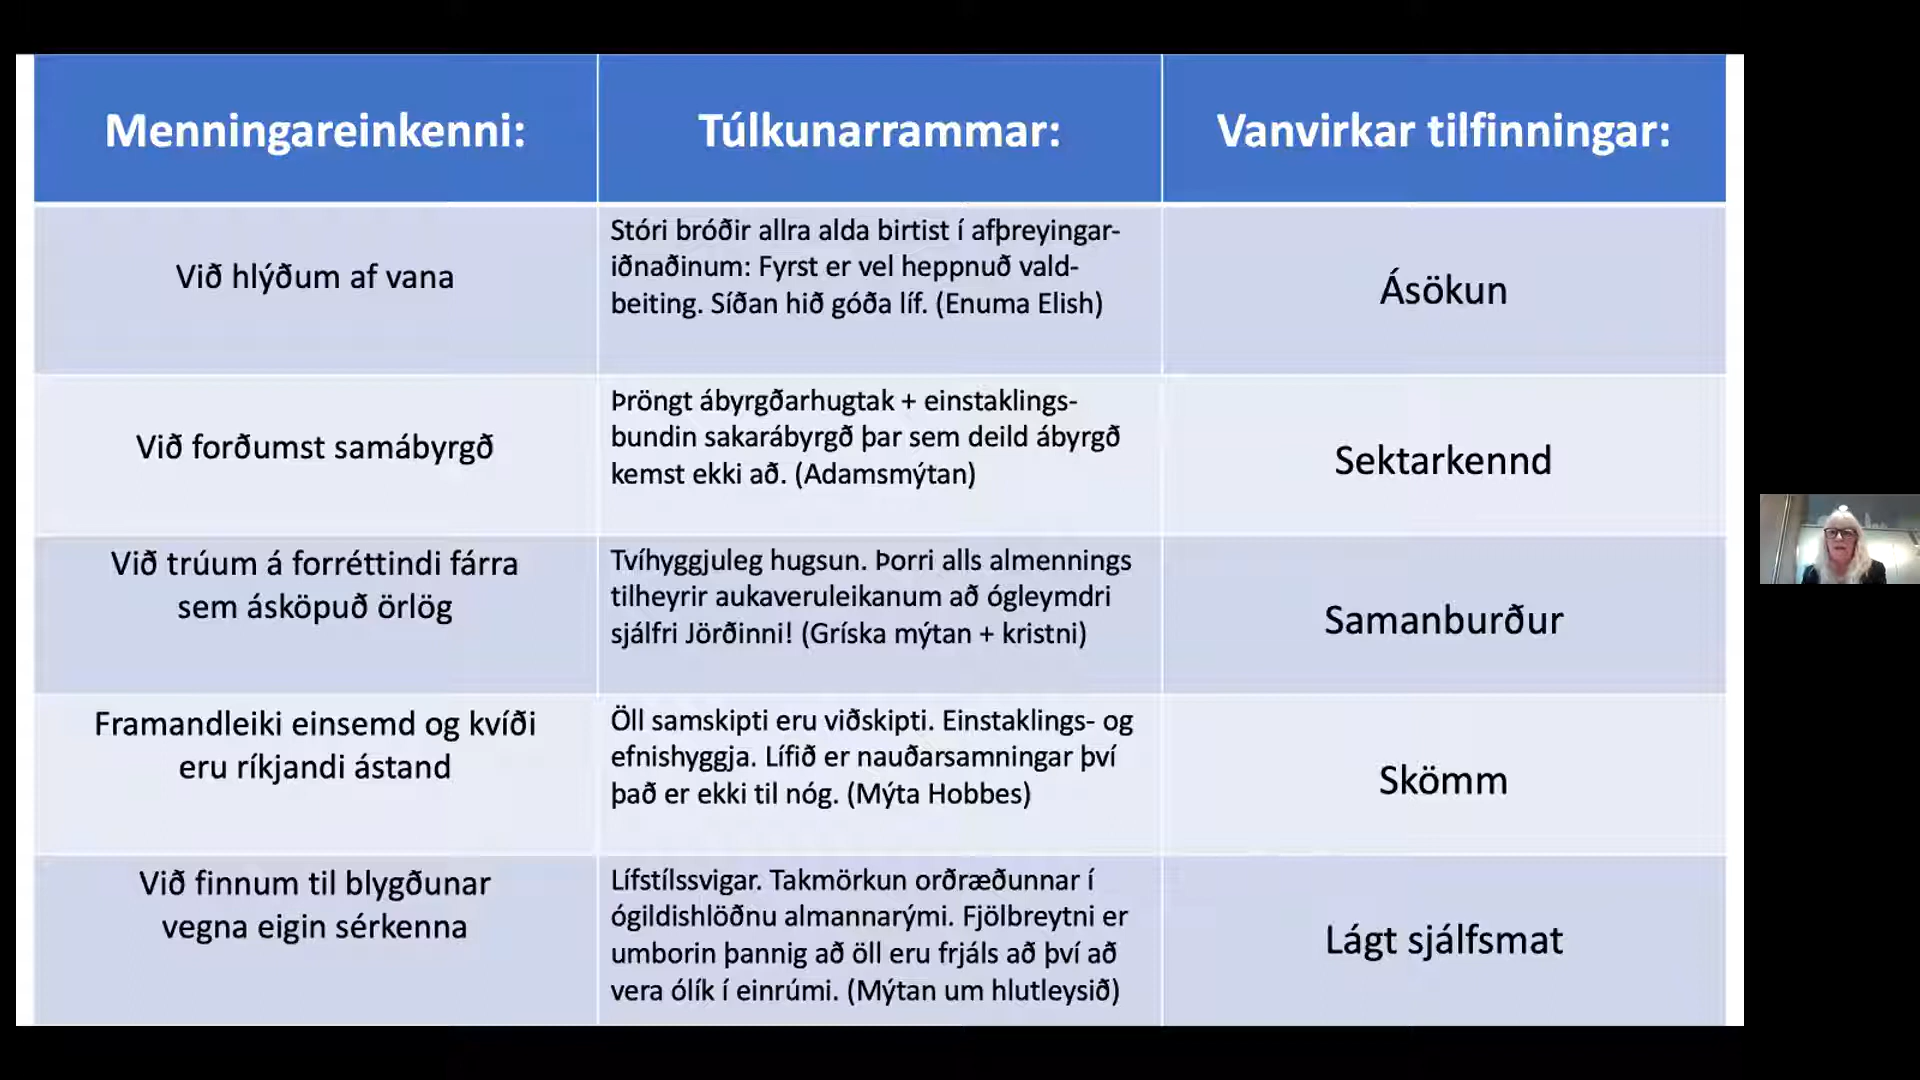 Menningareinkenni:
Túlkunarrammar:
Vanvirkar tilfinningar:
Við hlýðum af vana
Stóri bróðir allra alda birtist í afþreyingar-
iðnaðinum: Fyrst er vel heppnuð vald-
beiting. Síðan hið góða líf. (Enuma Elish)
Ásökun
Við forðumst samábyrgð
Þröngt ábyrgðarhugtak + einstaklings-
bundin sakarábyrgð þar sem deild ábyrgð
kemst ekki að. (Adamsmýtan)
Sektarkennd
Við trúum á forréttindi fárra
sem ásköpuð örlög
Tvíhyggjuleg hugsun. Þorri alls almennings
tilheyrir aukaveruleikanum að ógleymdri
sjálfri Jörðinni! (Gríska mýtan + kristni)
Samanburður
Framandleiki einsemd og kvíði
eru ríkjandi ástand
Öll samskipti eru viðskipti. Einstaklings- og
efnishyggja. Lífið er nauðarsamningar því
það er ekki til nóg. (Mýta Hobbes)
Skömm
Við finnum til blygðunar
vegna eigin sérkenna
Lífstílssvigar. Takmörkun orðræðunnar í
ógildishlöðnu almannarými. Fjölbreytni er
umborin þannig að öll eru frjáls að því að
vera ólík í einrúmi. (Mýtan um hlutleysið)
Lágt sjálfsmat